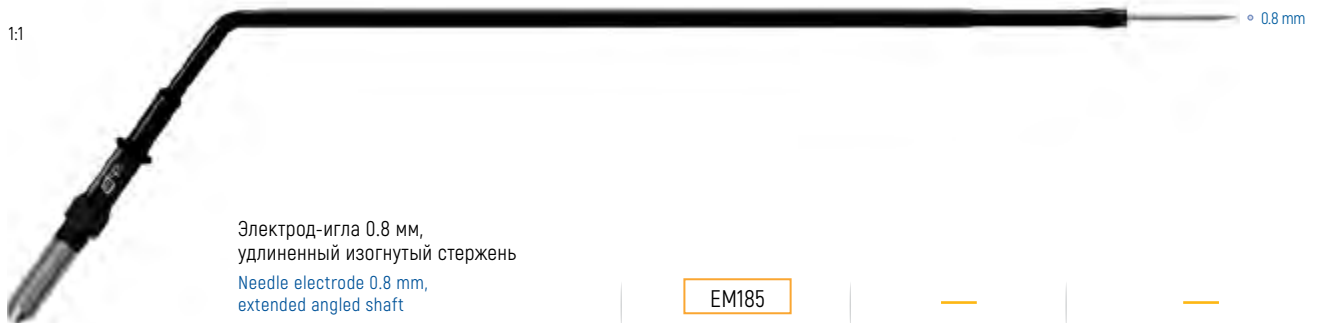 1:1
0.8 mm
Электрод-игла 0.8 мм,
удлиненный изогнутый стержень
Needle electrode 0.8 mm,
extended angled shaft
EM185